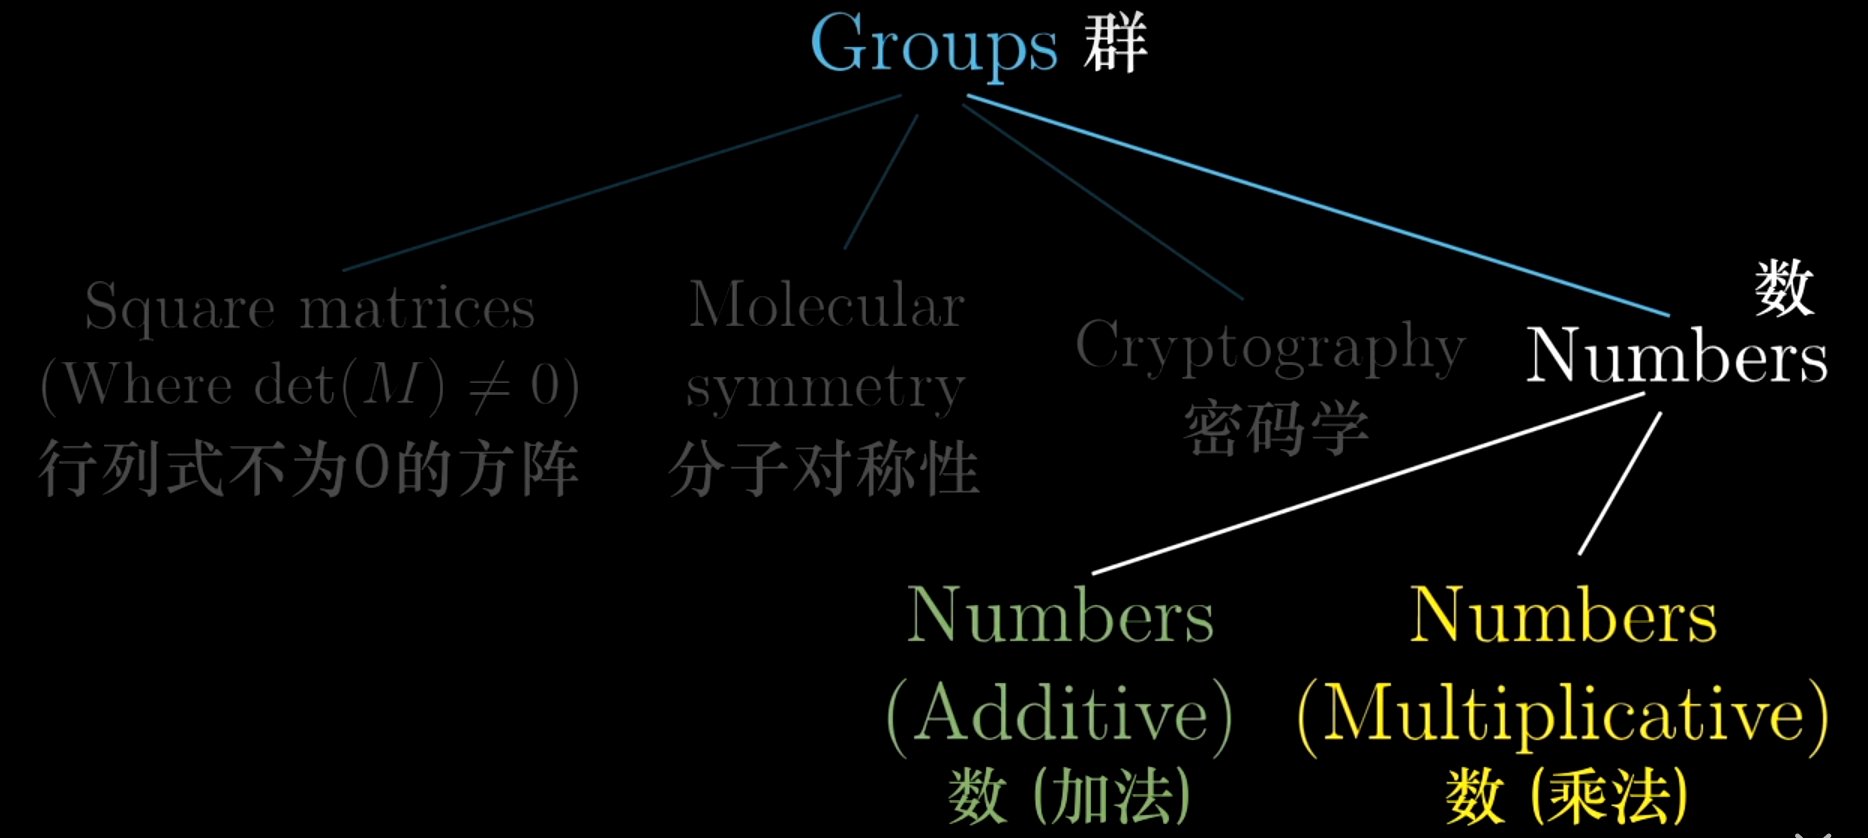 Groups 群
Square matrices
(Where det(M) ≠ 0)
行列式不为0的方阵
Molecular
symmetry
分子对称性
Cryptography
密码学
数
Numbers
Numbers
(Additive)
数 (加法)
Numbers
(Multiplicative)
数 (乘法)